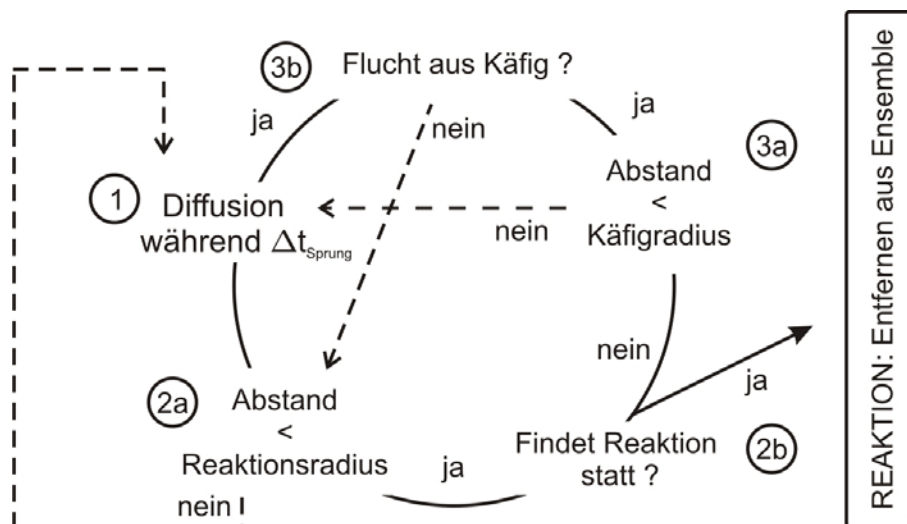 3b
Flucht aus Käfig ?
ja
nein
ja
3a
Abstand
<
Käfigradius
1
Diffusion
während ΔtSprung
nein
nein
ja
2a
Abstand
<
Reaktionsradius
nein
ja
Findet Reaktion
statt ?
2b
REAKTION: Entfernen aus Ensemble